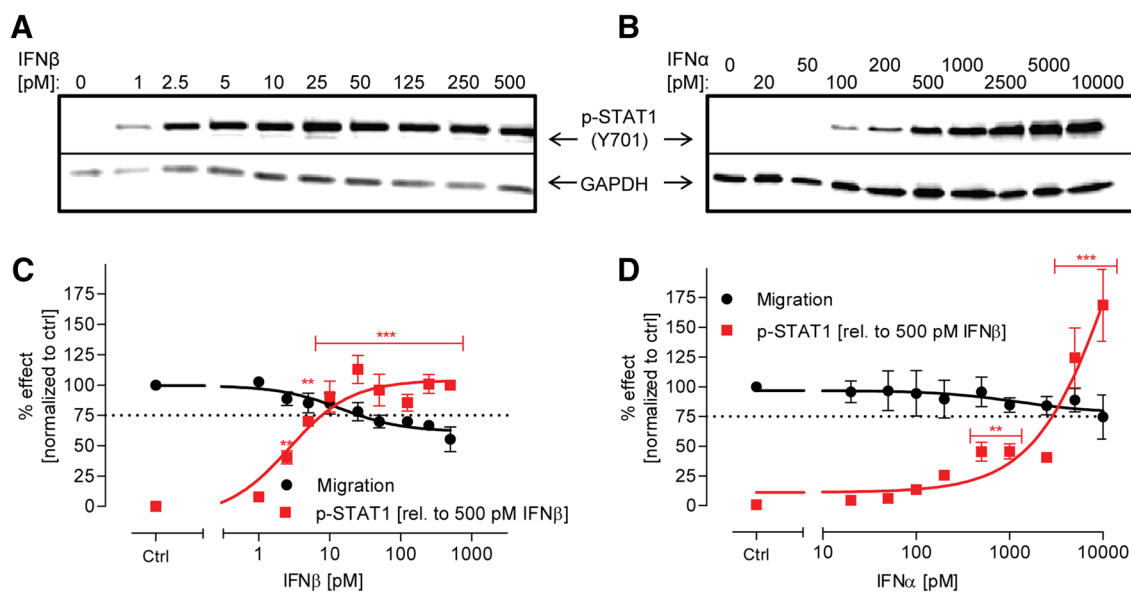 A
IFNβ
[pM]: 0 1 2.5 5 10 25 50 125 250 500
p-STAT1
(Y701)
GAPDH
B
IFNα 0 50 200 1000 5000
[pM]: 20 100 500 2500 10000
C
% effect
[normalized to ctrl]
175
150
125
100
75
50
25
0
***
**
**
Migration
p-STAT1 [rel. to 500 pM IFNβ]
Ctrl 1 10 100 1000
IFNβ [pM]
D
% effect
[normalized to ctrl]
175
150
125
100
75
50
25
0
***
Migration
p-STAT1 [rel. to 500 pM IFNβ]
**
Ctrl 10 100 1000 10000
IFNα [pM]